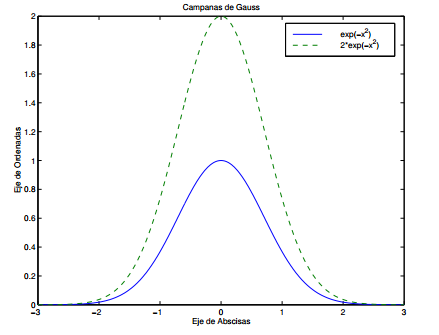 Campanas de Gauss
exp(−x²)
2*exp(−x²)
Eje de Ordenadas
2
1.8
1.6
1.4
1.2
1
0.8
0.6
0.4
0.2
0
−3 −2 −1 0 1 2 3
Eje de Abscisas